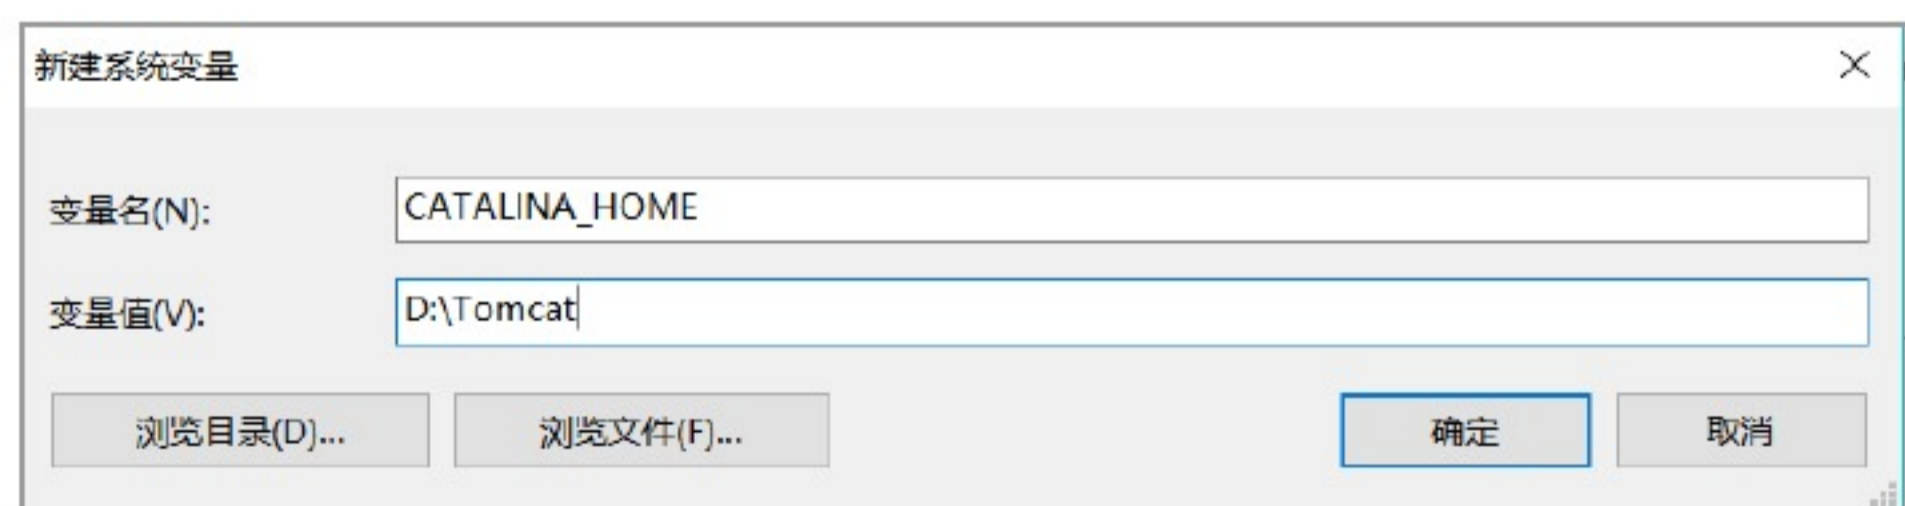 新建系统变量
变量名(N):
CATALINA_HOME
变量值(V):
D:\Tomcat
浏览目录(D)...
浏览文件(F)...
确定
取消